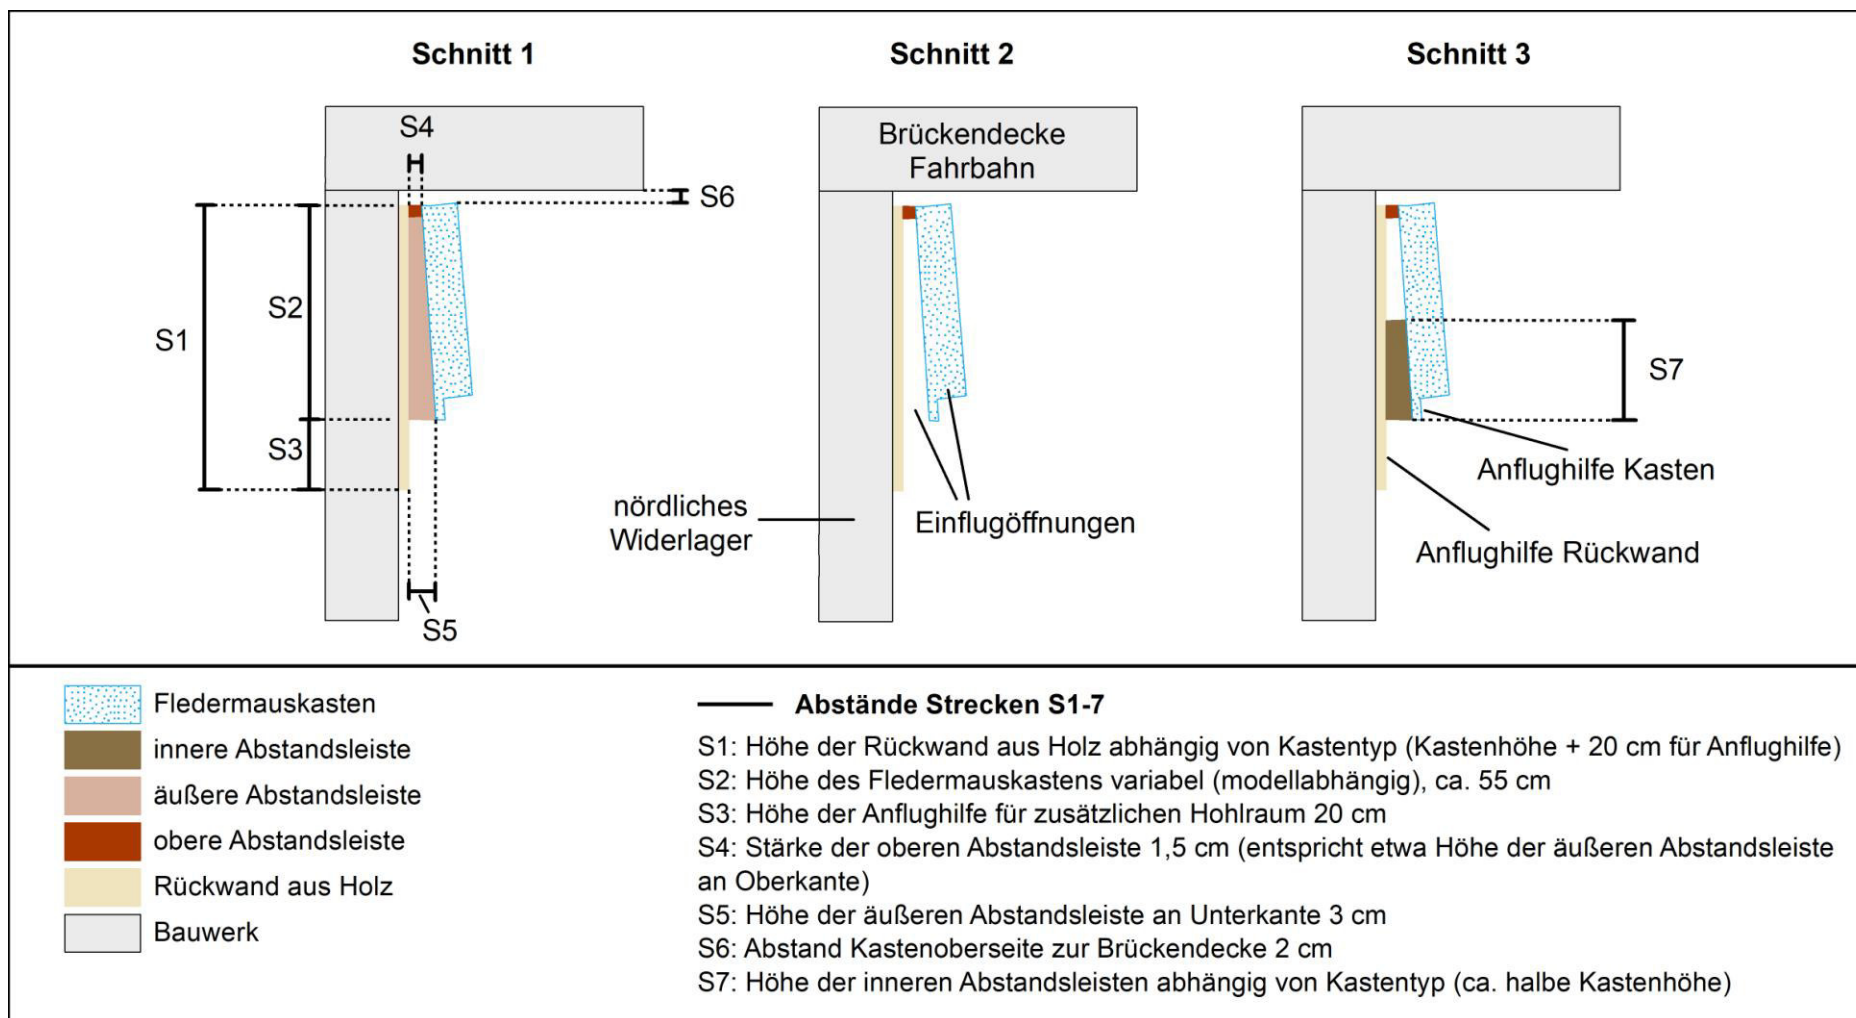 Schnitt 1
Schnitt 2
Schnitt 3
S4
S6
S2
S1
S3
S5
Brückendecke
Fahrbahn
nördliches
Widerlager
Einflugöffnungen
S7
Anflughilfe Kasten
Anflughilfe Rückwand
Fledermauskasten
innere Abstandsleiste
äußere Abstandsleiste
obere Abstandsleiste
Rückwand aus Holz
Bauwerk
Abstände Strecken S1-7
S1: Höhe der Rückwand aus Holz abhängig von Kastentyp (Kastenhöhe + 20 cm für Anflughilfe)
S2: Höhe des Fledermauskastens variabel (modellabhängig), ca. 55 cm
S3: Höhe der Anflughilfe für zusätzlichen Hohlraum 20 cm
S4: Stärke der oberen Abstandsleiste 1,5 cm (entspricht etwa Höhe der äußeren Abstandsleiste
an Oberkante)
S5: Höhe der äußeren Abstandsleiste an Unterkante 3 cm
S6: Abstand Kastenoberseite zur Brückendecke 2 cm
S7: Höhe der inneren Abstandsleisten abhängig von Kastentyp (ca. halbe Kastenhöhe)